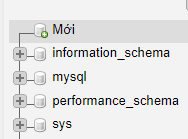 Mới
information_schema
mysql
performance_schema
sys